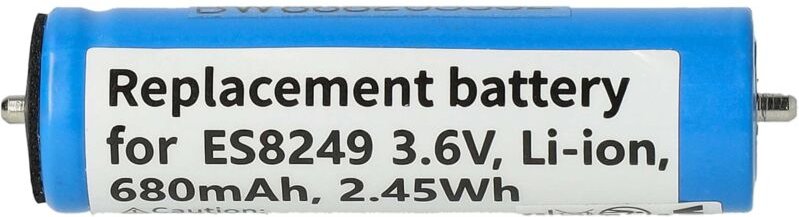 Replacement battery
for ES8249 3.6V, Li-ion,
680mAh, 2.45Wh